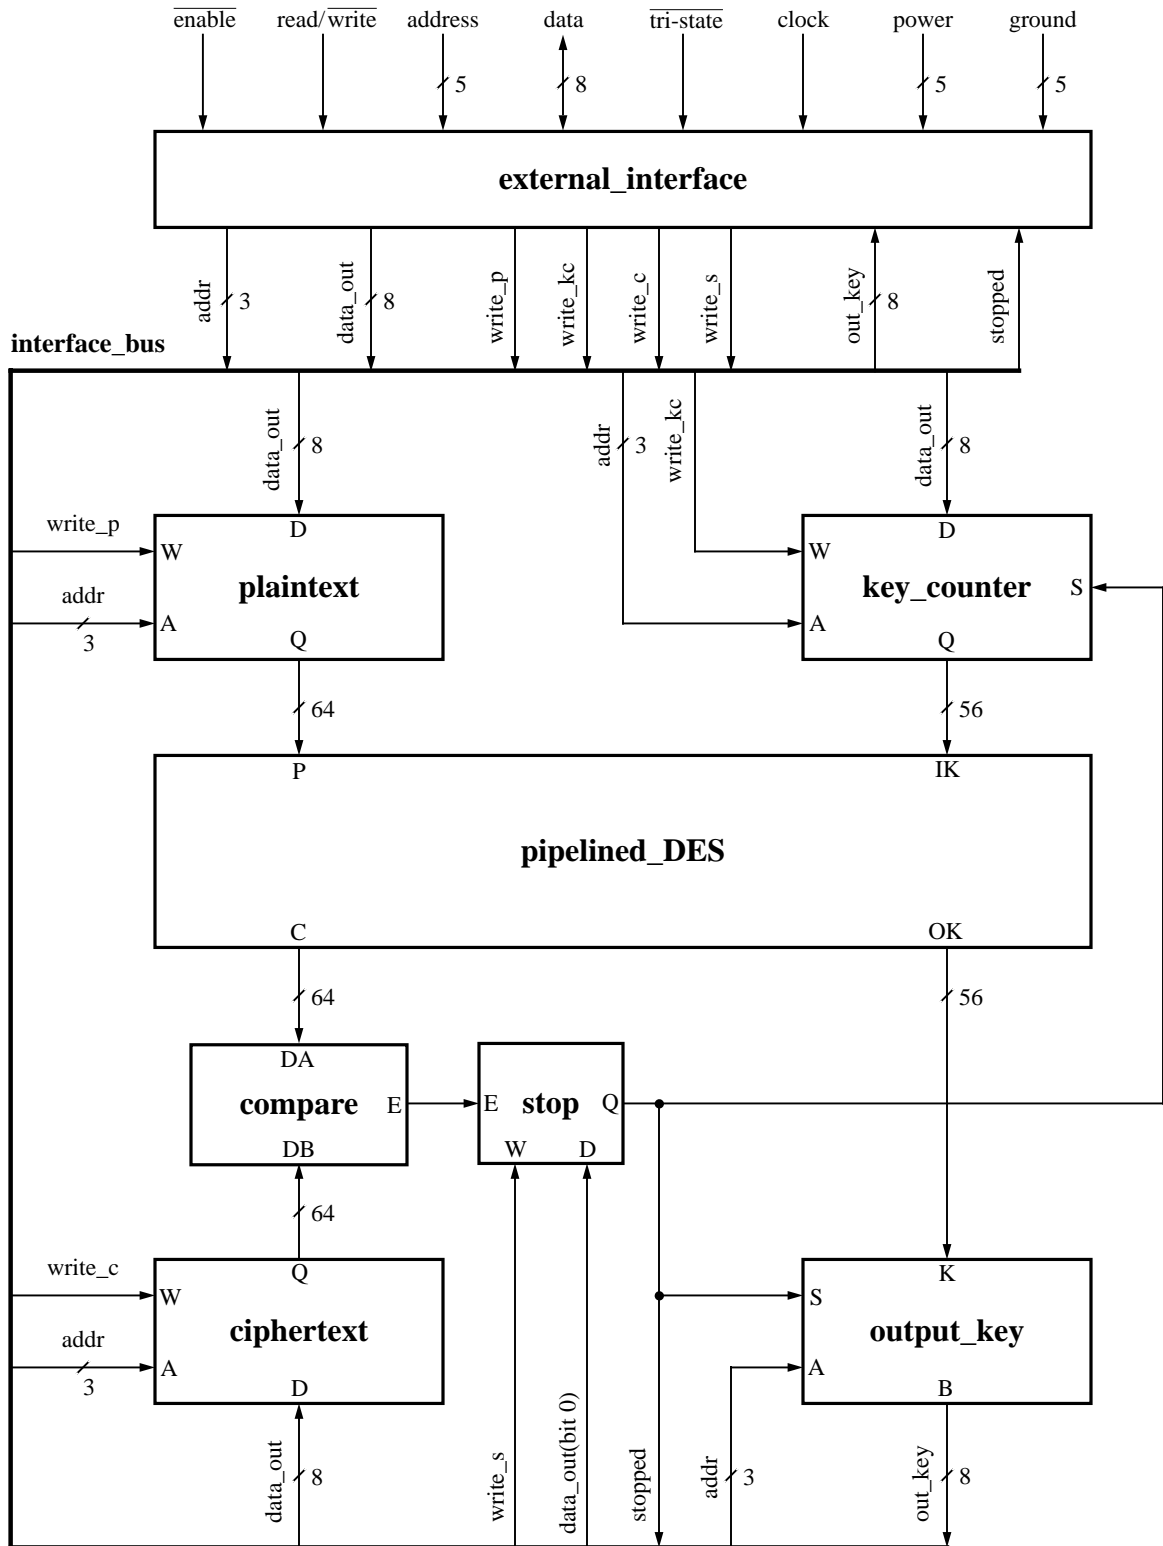 enable read/write address data tri-state clock power ground
5 8 5 5
external_interface
addr 3 data_out 8 write_p write_kc write_c write_s out_key 8 stopped
interface_bus
data_out 8 addr 3 write_kc data_out 8
write_p
W D
plaintext
addr
3
A Q
W D
key_counter
S
A Q
64 56
P IK
pipelined_DES
C OK
64 56
DA
compare
E
DB
E
stop
Q
W D
64
write_c
W Q
ciphertext
addr
3
A D
K
S
output_key
A B
data_out 8 write_s data_out(bit 0) stopped addr 3 out_key 8